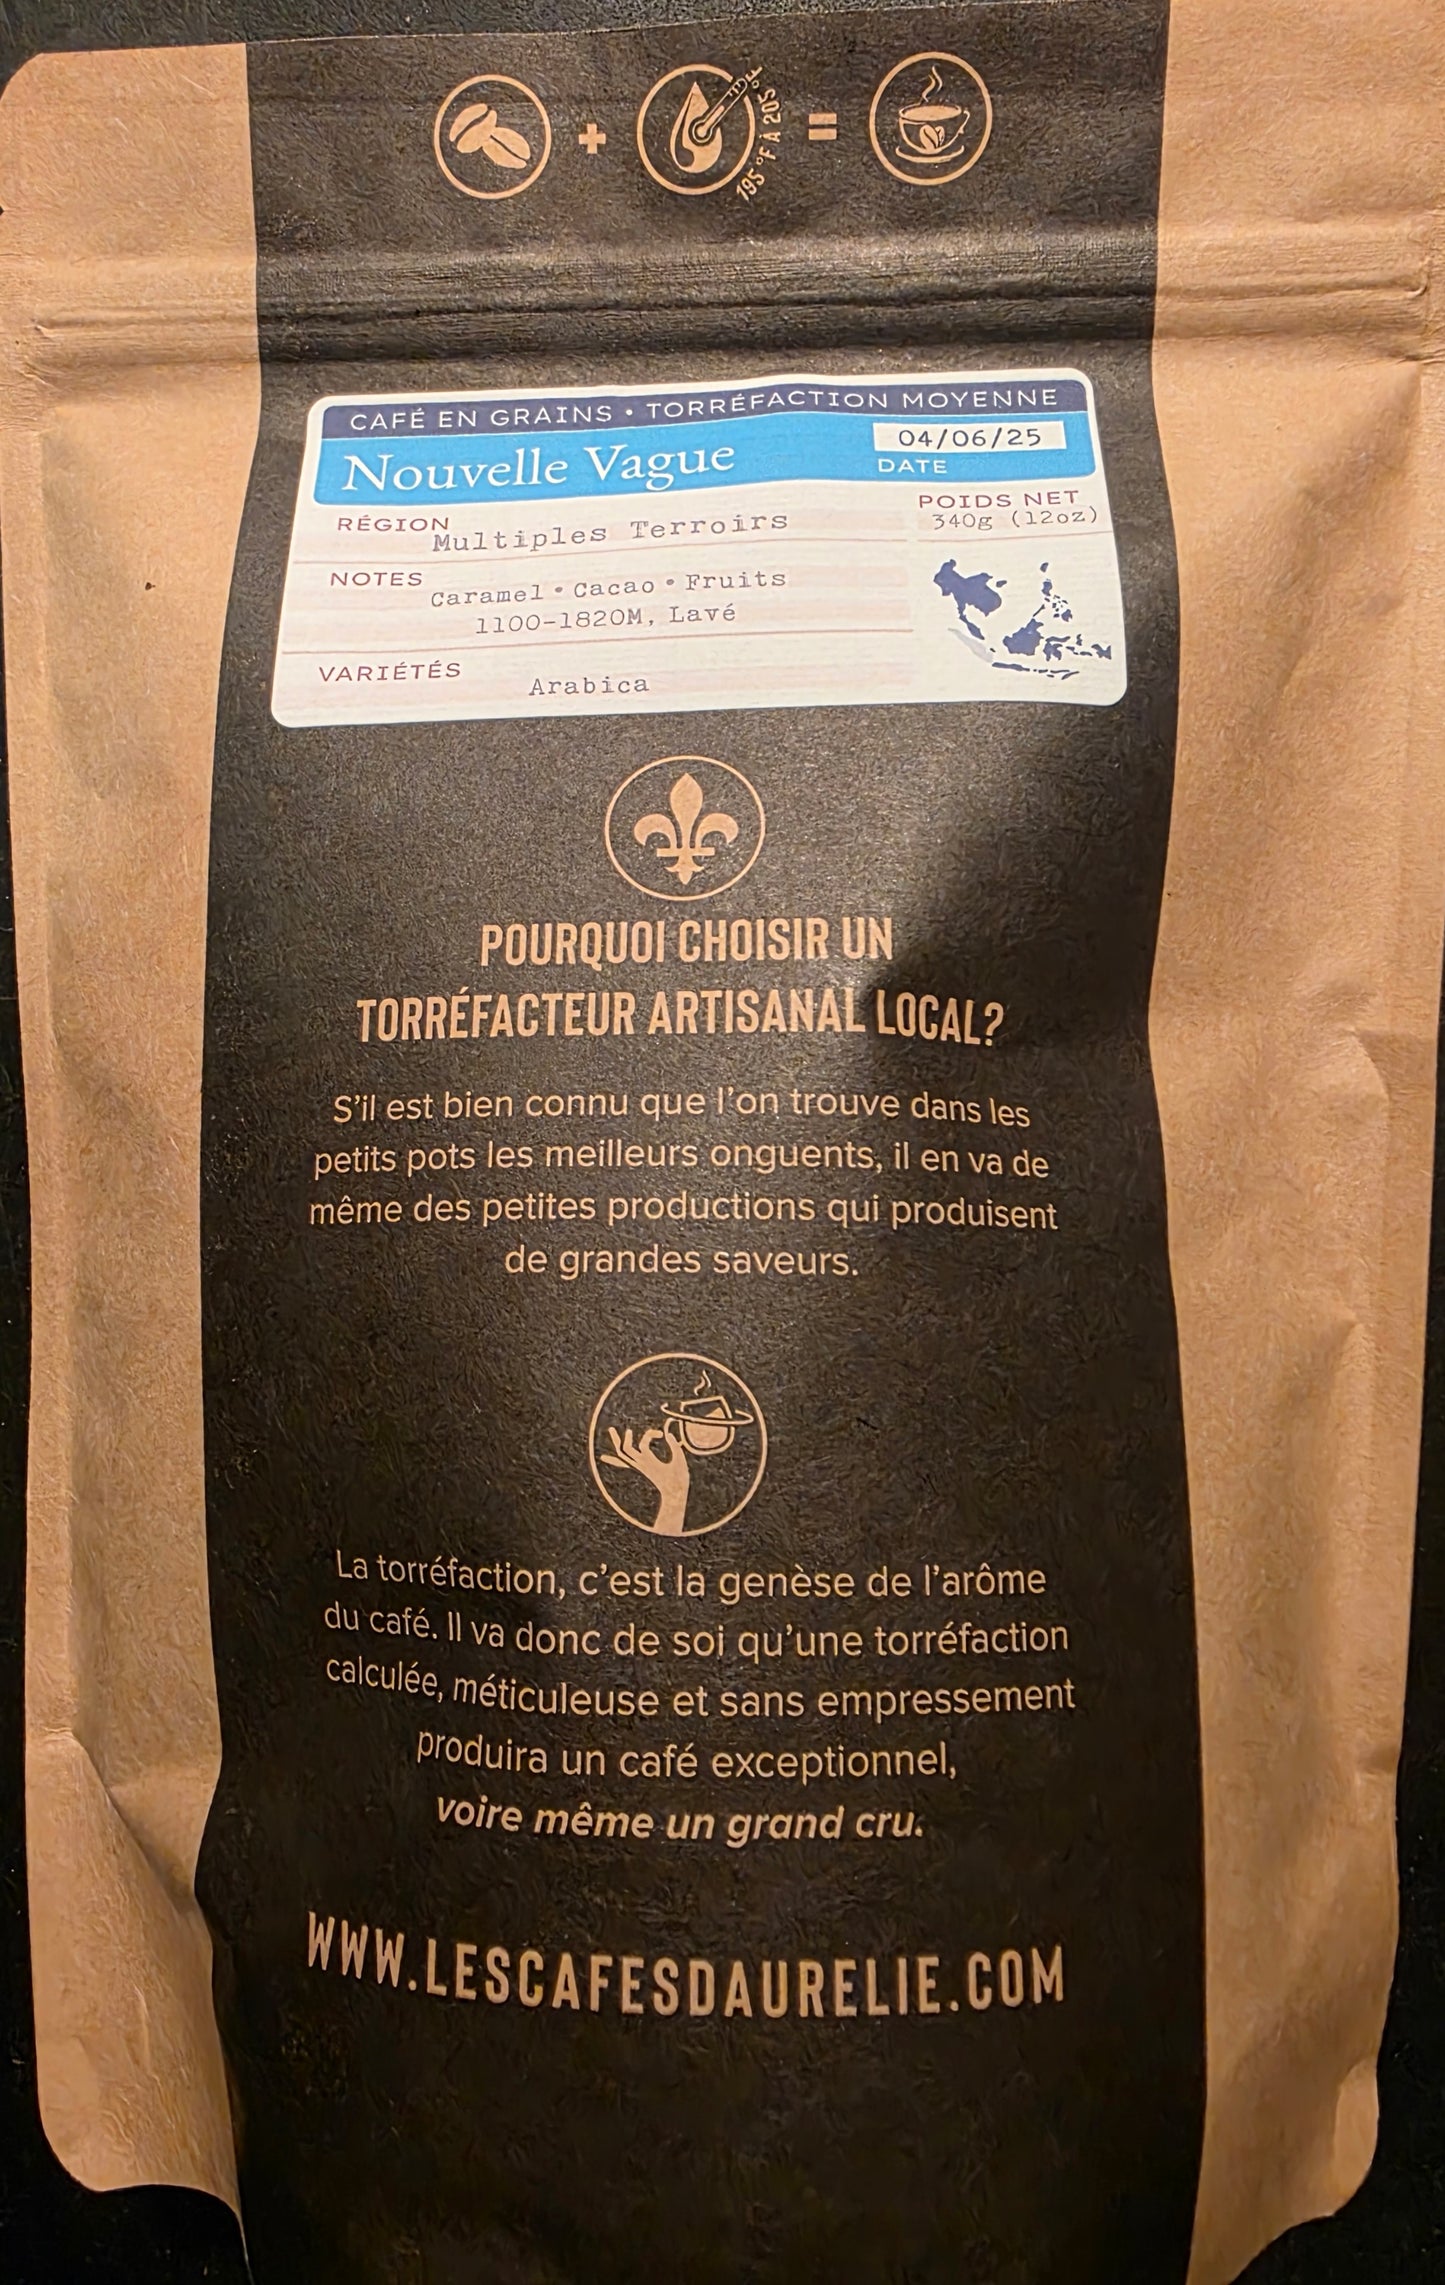 195 °F À 205 °F
CAFÉ EN GRAINS • TORRÉFACTION MOYENNE
Nouvelle Vague
04/06/25
DATE
RÉGION
Multiples Terroirs
POIDS NET
340g (12oz)
NOTES
Caramel • Cacao • Fruits
1100-1820M, Lavé
VARIÉTÉS
Arabica
POURQUOI CHOISIR UN
TORRÉFACTEUR ARTISANAL LOCAL?
S'il est bien connu que l'on trouve dans les
petits pots les meilleurs onguents, il en va de
même des petites productions qui produisent
de grandes saveurs.
La torréfaction, c'est la genèse de l'arôme
du café. Il va donc de soi qu'une torréfaction
calculée, méticuleuse et sans empressement
produira un café exceptionnel,
voire même un grand cru.
WWW.LESCAFESDAURELIE.COM